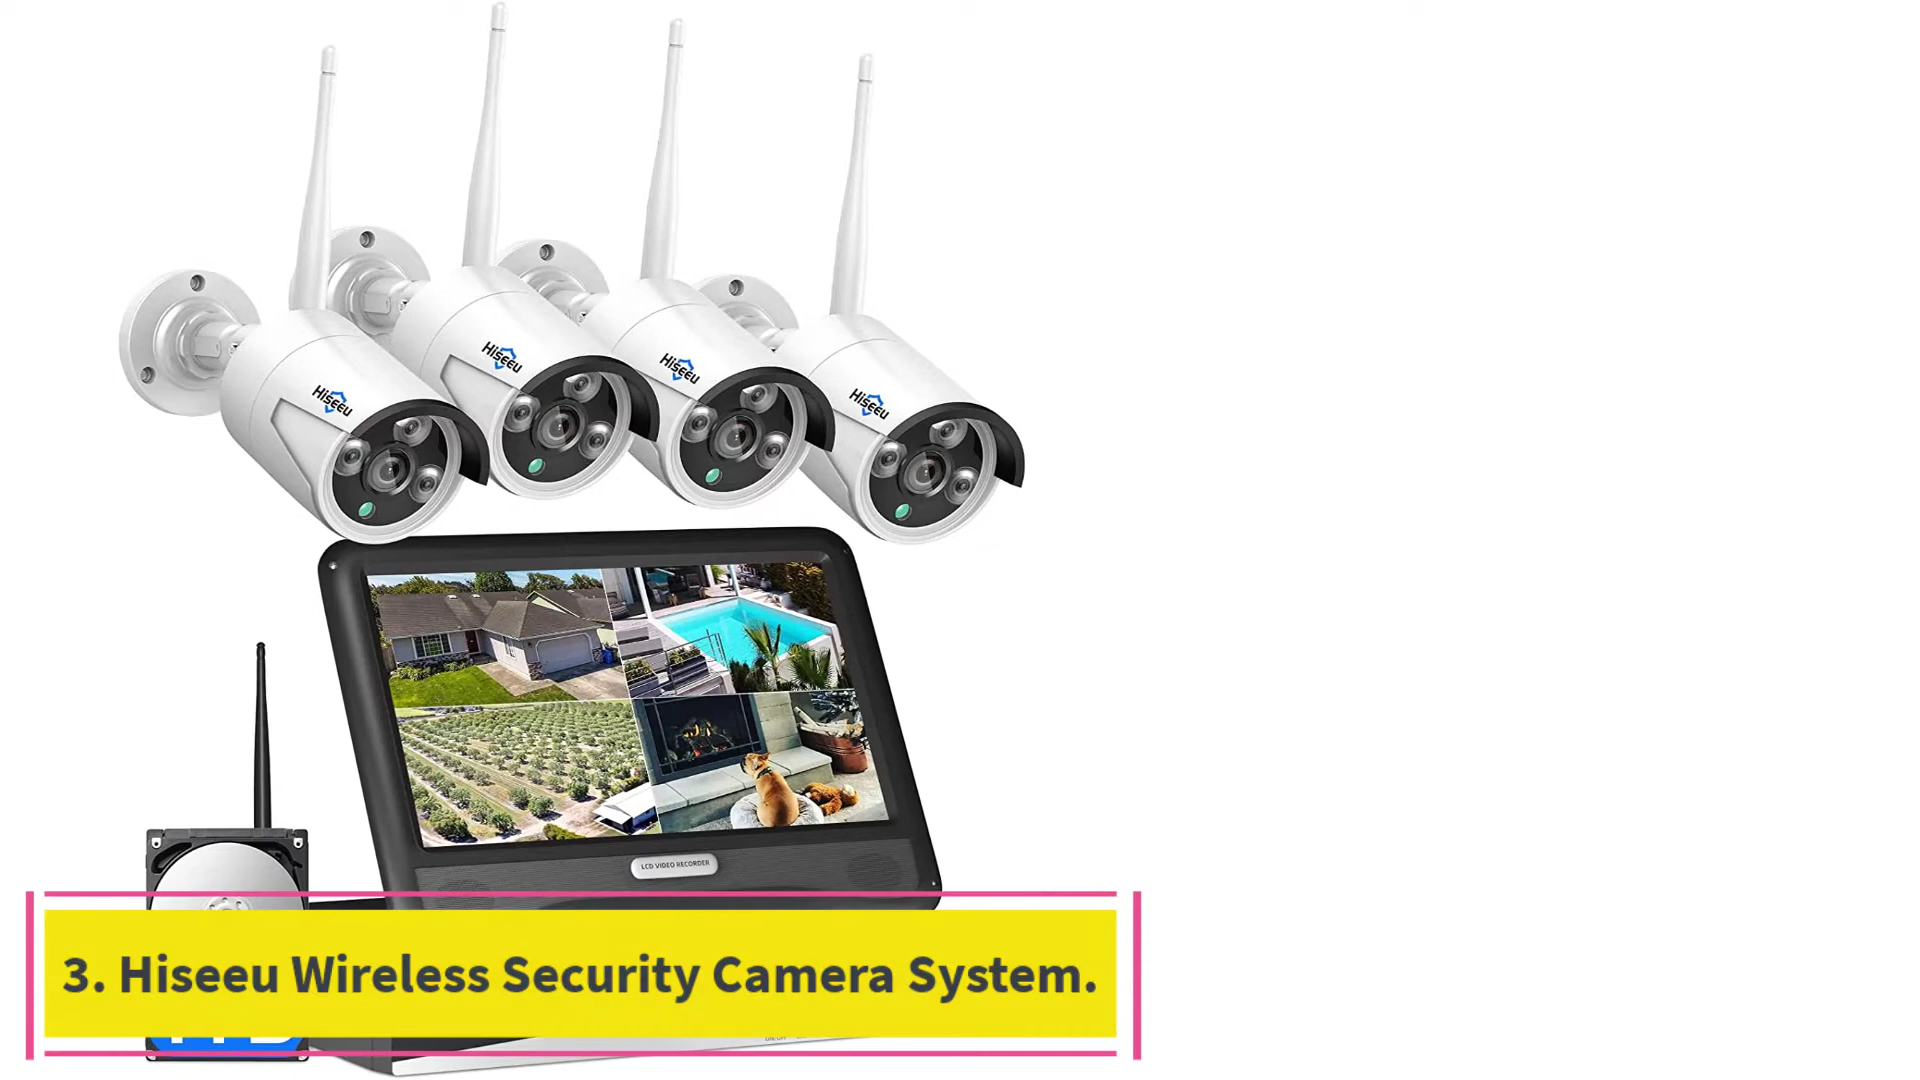 Hiseeu
Hiseeu
Hiseeu
Hiseeu
LCD VIDEO RECORDER
3. Hiseeu Wireless Security Camera System.